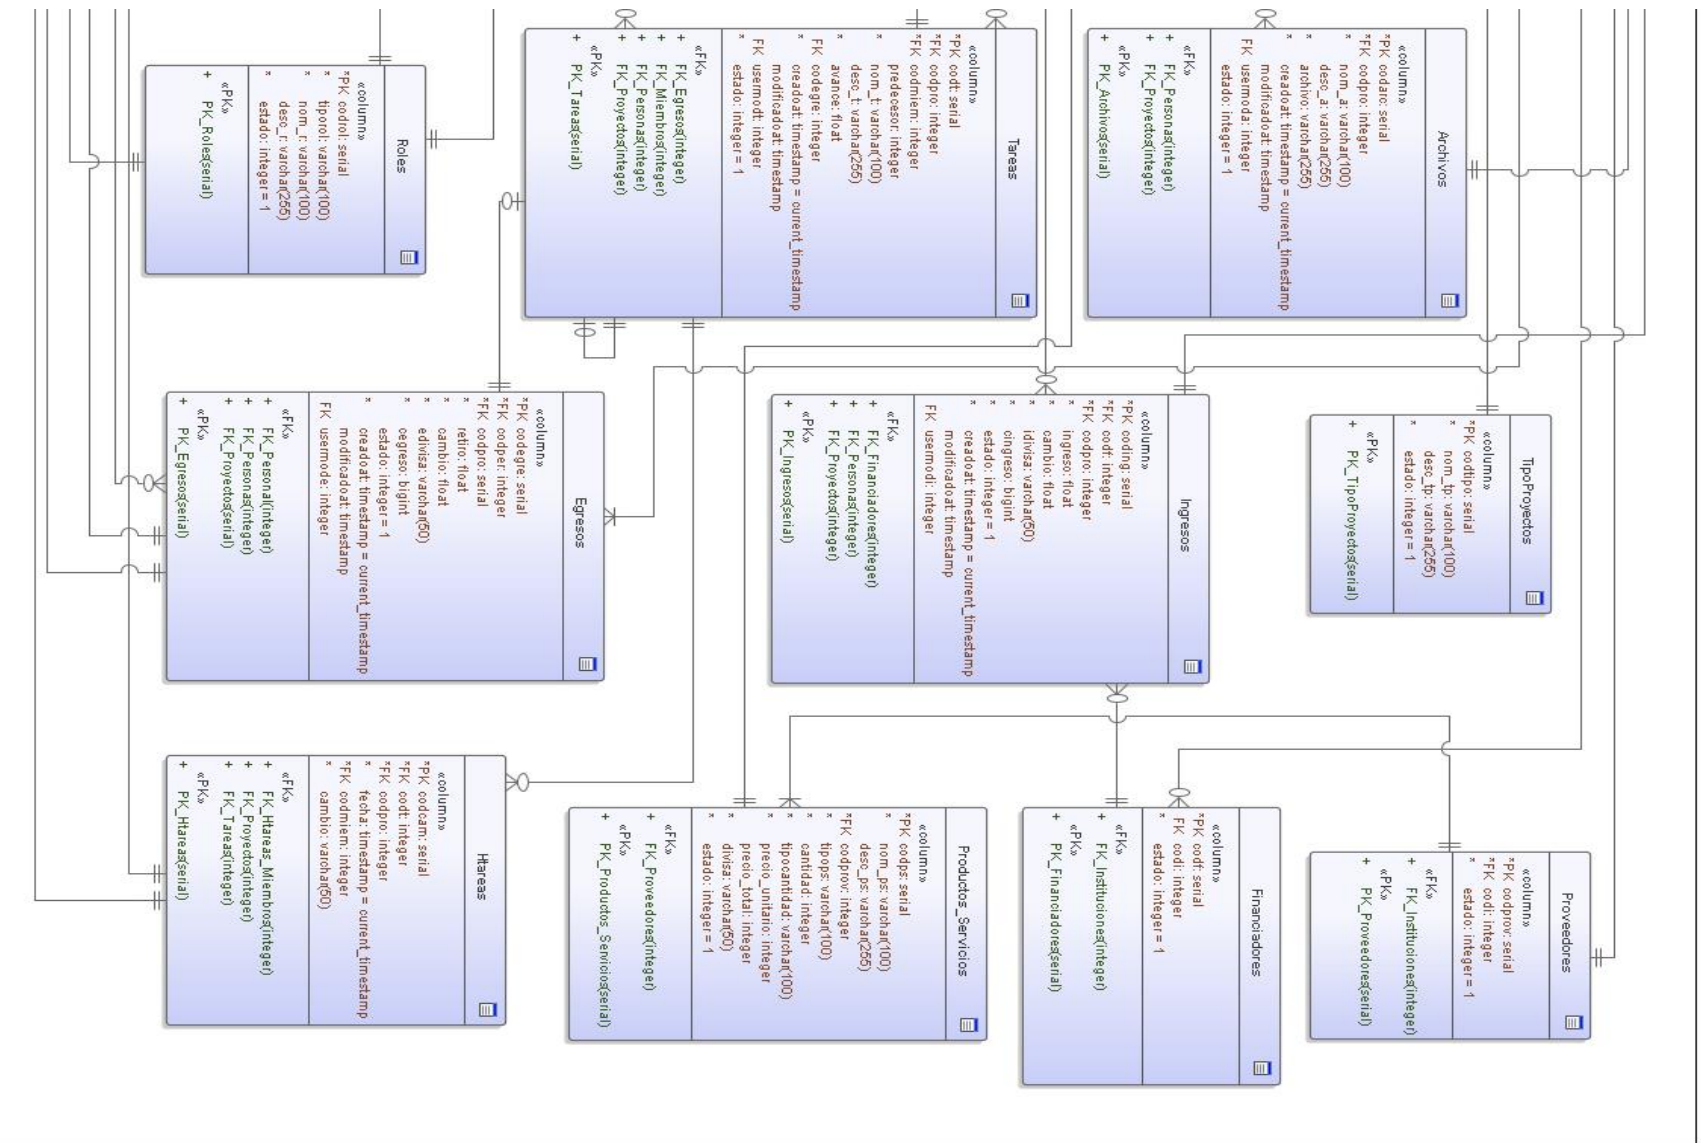 Roles
«column»
*PK codrol: serial
* tiporol: varchar(100)
* nom_r: varchar(100)
desc_r: varchar(255)
* estado: integer = 1
«PK»
+ PK_Roles(serial)
Tareas
«column»
*PK codt: serial
*FK codpro: integer
*FK codmiem: integer
predecesor: integer
* nom_t: varchar(100)
desc_t: varchar(255)
* avance: float
FK codegre: integer
* creadoat: timestamp = current_timestamp
modificadoat: timestamp
FK usermodt: integer
* estado: integer = 1
«FK»
+ FK_Egresos(integer)
+ FK_Miembros(integer)
+ FK_Personas(integer)
+ FK_Proyectos(integer)
«PK»
+ PK_Tareas(serial)
Archivos
«column»
*PK codarc: serial
*FK codpro: integer
* nom_a: varchar(100)
desc_a: varchar(255)
* archivo: varchar(255)
* creadoat: timestamp = current_timestamp
modificadoat: timestamp
FK usermoda: integer
* estado: integer = 1
«FK»
+ FK_Personas(integer)
+ FK_Proyectos(integer)
«PK»
+ PK_Archivos(serial)
Egresos
«column»
*PK codegre: serial
*FK codper: integer
*FK codpro: serial
* retiro: float
* cambio: float
* edivisa: varchar(50)
* cegreso: bigint
* estado: integer = 1
* creadoat: timestamp = current_timestamp
modificadoat: timestamp
FK usermode: integer
«FK»
+ FK_Personal(integer)
+ FK_Personas(integer)
+ FK_Proyectos(serial)
«PK»
+ PK_Egresos(serial)
Ingresos
«column»
*PK coding: serial
*FK codf: integer
*FK codpro: integer
* ingreso: float
* cambio: float
* idivisa: varchar(50)
* cingreso: bigint
* estado: integer = 1
* creadoat: timestamp = current_timestamp
modificadoat: timestamp
FK usermodi: integer
«FK»
+ FK_Financiadores(integer)
+ FK_Personas(integer)
+ FK_Proyectos(integer)
«PK»
+ PK_Ingresos(serial)
TipoProyectos
«column»
*PK codtipo: serial
* nom_tp: varchar(100)
desc_tp: varchar(255)
* estado: integer = 1
«PK»
+ PK_TipoProyectos(serial)
Htareas
«column»
*PK codcam: serial
*FK codt: integer
*FK codpro: integer
* fecha: timestamp = current_timestamp
*FK codmiem: integer
* cambio: varchar(50)
«FK»
+ FK_Htareas_Miembros(integer)
+ FK_Proyectos(integer)
+ FK_Tareas(integer)
«PK»
+ PK_Htareas(serial)
Productos_Servicios
«column»
*PK codps: serial
* nom_ps: varchar(100)
desc_ps: varchar(255)
*FK codprov: integer
* tipops: varchar(100)
* cantidad: integer
* tipocantidad: varchar(100)
* precio_unitario: integer
* precio_total: integer
* divisa: varchar(50)
* estado: integer = 1
«FK»
+ FK_Proveedores(integer)
«PK»
+ PK_Productos_Servicios(serial)
Financiadores
«column»
*PK codf: serial
FK codi: integer
* estado: integer = 1
«FK»
+ FK_Instituciones(integer)
«PK»
+ PK_Financiadores(serial)
Proveedores
«column»
*PK codprov: serial
*FK codi: integer
* estado: integer = 1
«FK»
+ FK_Instituciones(integer)
«PK»
+ PK_Proveedores(serial)